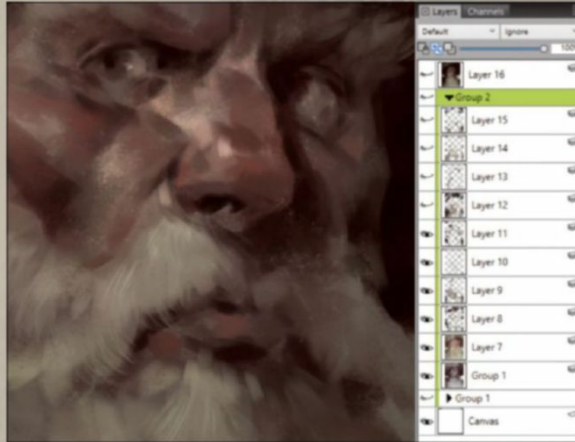 Layers Channels
Default Ignore
100%
Layer 16
Group 2
Layer 15
Layer 14
Layer 13
Layer 12
Layer 11
Layer 10
Layer 9
Layer 8
Layer 7
Group 1
Group 1
Canvas